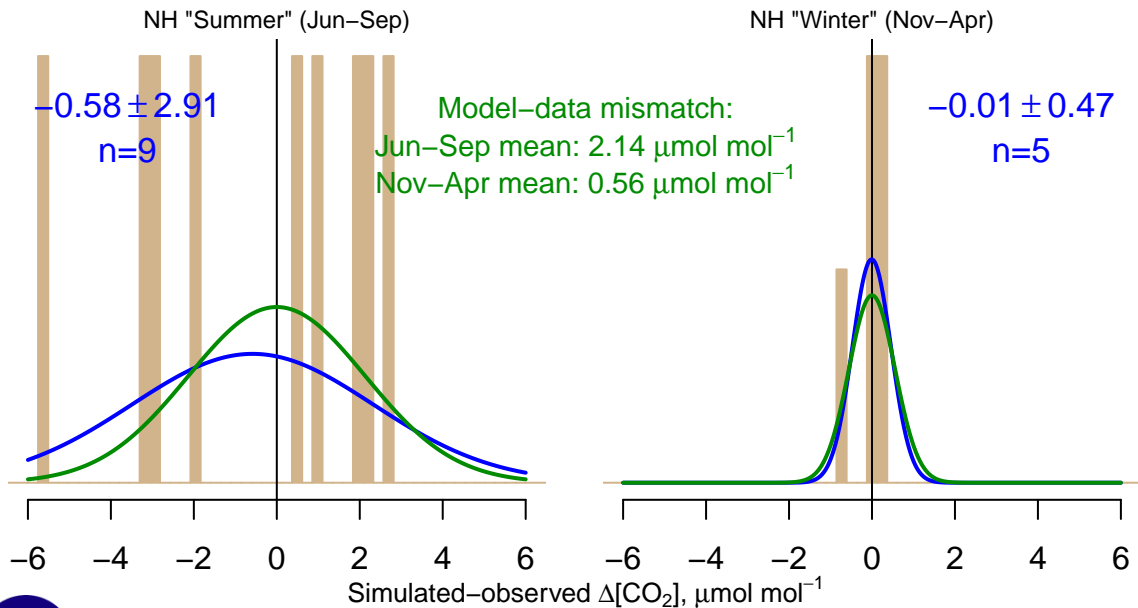 NH "Summer" (Jun−Sep)
NH "Winter" (Nov−Apr)
−0.58 ± 2.91
n=9
Model−data mismatch:
Jun−Sep mean: 2.14 μmol mol⁻¹
Nov−Apr mean: 0.56 μmol mol⁻¹
−0.01 ± 0.47
n=5
−6 −4 −2 0 2 4 6
−6 −4 −2 0 2 4 6
Simulated−observed Δ[CO₂], μmol mol⁻¹